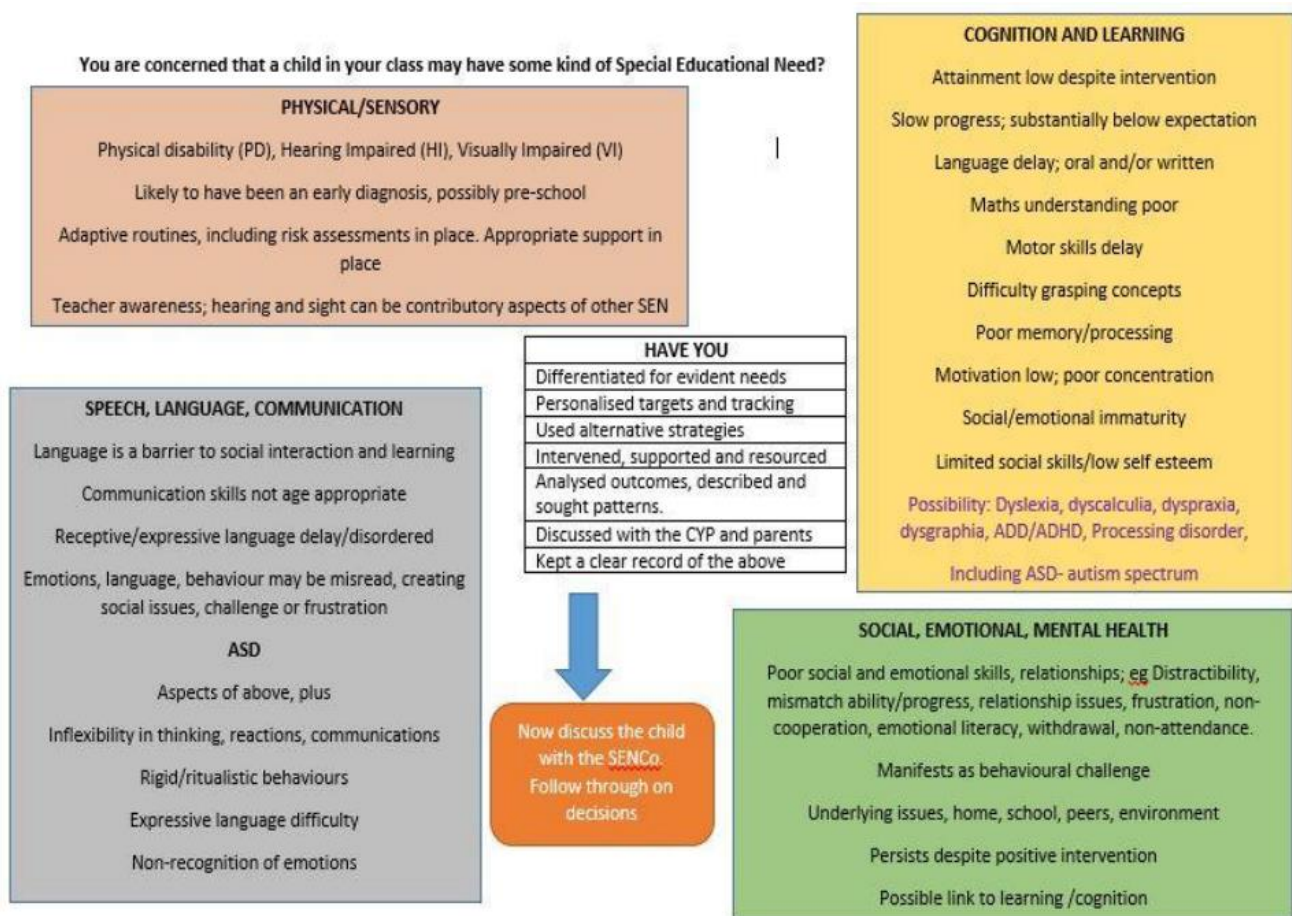 You are concerned that a child in your class may have some kind of Special Educational Need?
PHYSICAL/SENSORY
Physical disability (PD), Hearing Impaired (HI), Visually Impaired (VI)
Likely to have been an early diagnosis, possibly pre-school
Adaptive routines, including risk assessments in place. Appropriate support in
place
Teacher awareness; hearing and sight can be contributory aspects of other SEN
COGNITION AND LEARNING
Attainment low despite intervention
Slow progress; substantially below expectation
Language delay; oral and/or written
Maths understanding poor
Motor skills delay
Difficulty grasping concepts
Poor memory/processing
Motivation low; poor concentration
Social/emotional immaturity
Limited social skills/low self esteem
Possibility: Dyslexia, dyscalculia, dyspraxia,
dysgraphia, ADD/ADHD, Processing disorder,
Including ASD- autism spectrum
HAVE YOU
Differentiated for evident needs
Personalised targets and tracking
Used alternative strategies
Intervened, supported and resourced
Analysed outcomes, described and
sought patterns.
Discussed with the CYP and parents
Kept a clear record of the above
SPEECH, LANGUAGE, COMMUNICATION
Language is a barrier to social interaction and learning
Communication skills not age appropriate
Receptive/expressive language delay/disordered
Emotions, language, behaviour may be misread, creating
social issues, challenge or frustration
ASD
Aspects of above, plus
Inflexibility in thinking, reactions, communications
Rigid/ritualistic behaviours
Expressive language difficulty
Non-recognition of emotions
Now discuss the child
with the SENCo.
Follow through on
decisions
SOCIAL, EMOTIONAL, MENTAL HEALTH
Poor social and emotional skills, relationships; eg Distractibility,
mismatch ability/progress, relationship issues, frustration, non-
cooperation, emotional literacy, withdrawal, non-attendance.
Manifests as behavioural challenge
Underlying issues, home, school, peers, environment
Persists despite positive intervention
Possible link to learning /cognition